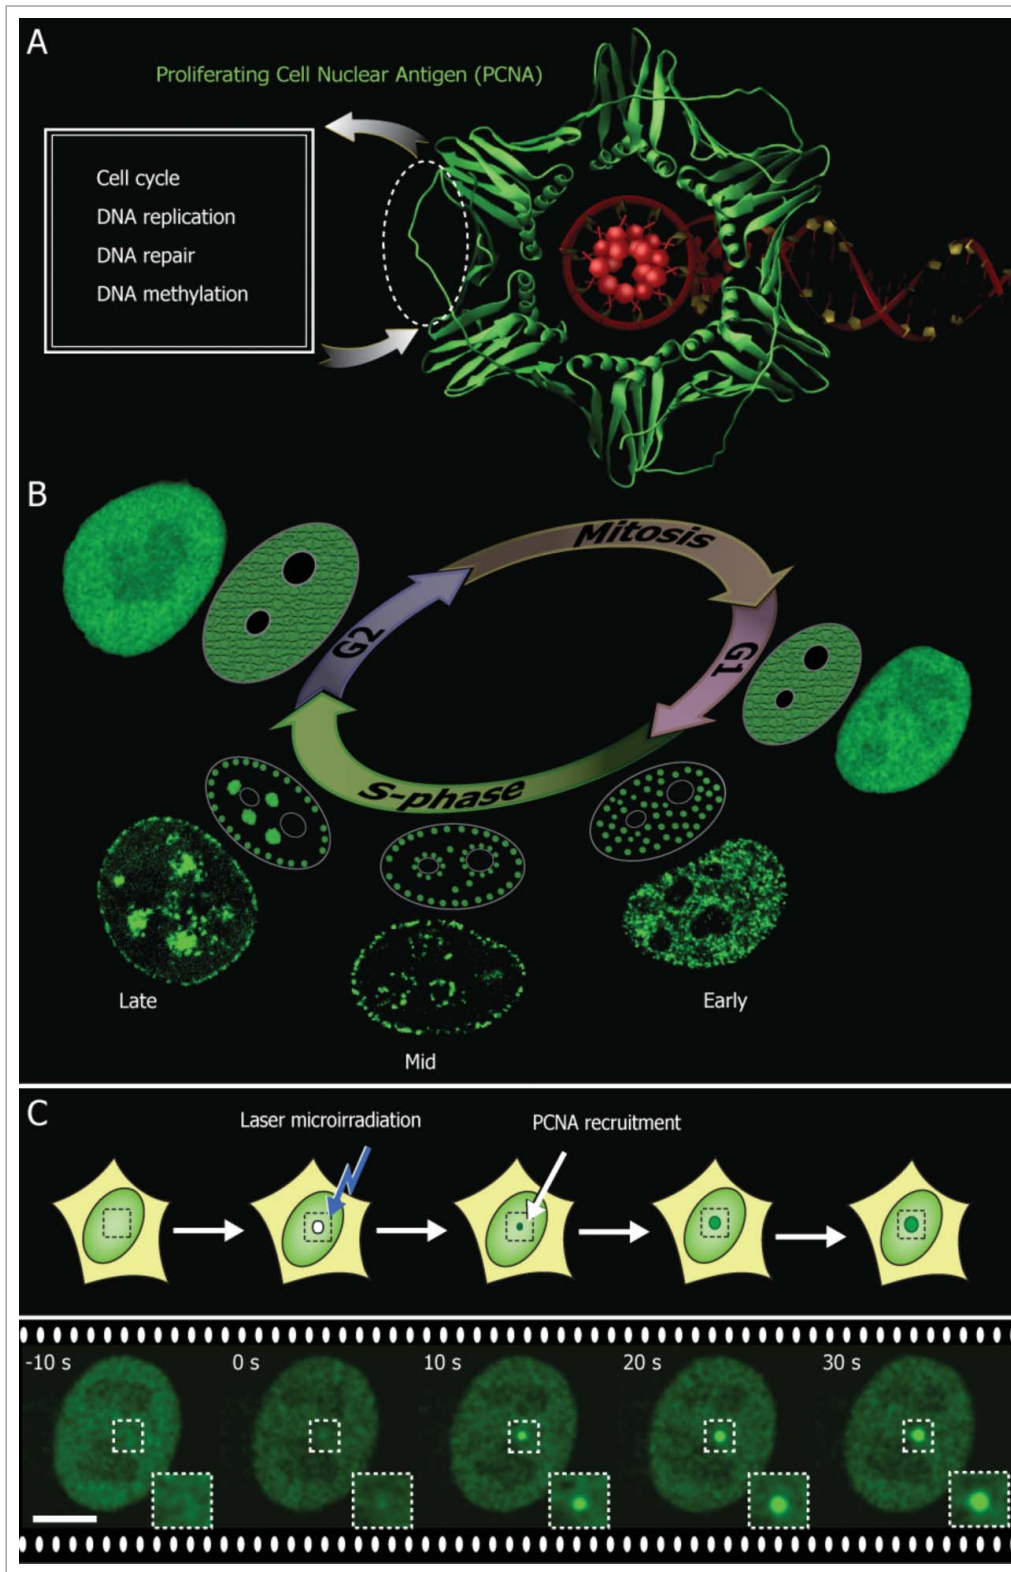 A
Proliferating Cell Nuclear Antigen (PCNA)
Cell cycle
DNA replication
DNA repair
DNA methylation
B
Mitosis
G2
G1
S-phase
Late
Mid
Early
C
Laser microirradiation
PCNA recruitment
-10 s
0 s
10 s
20 s
30 s